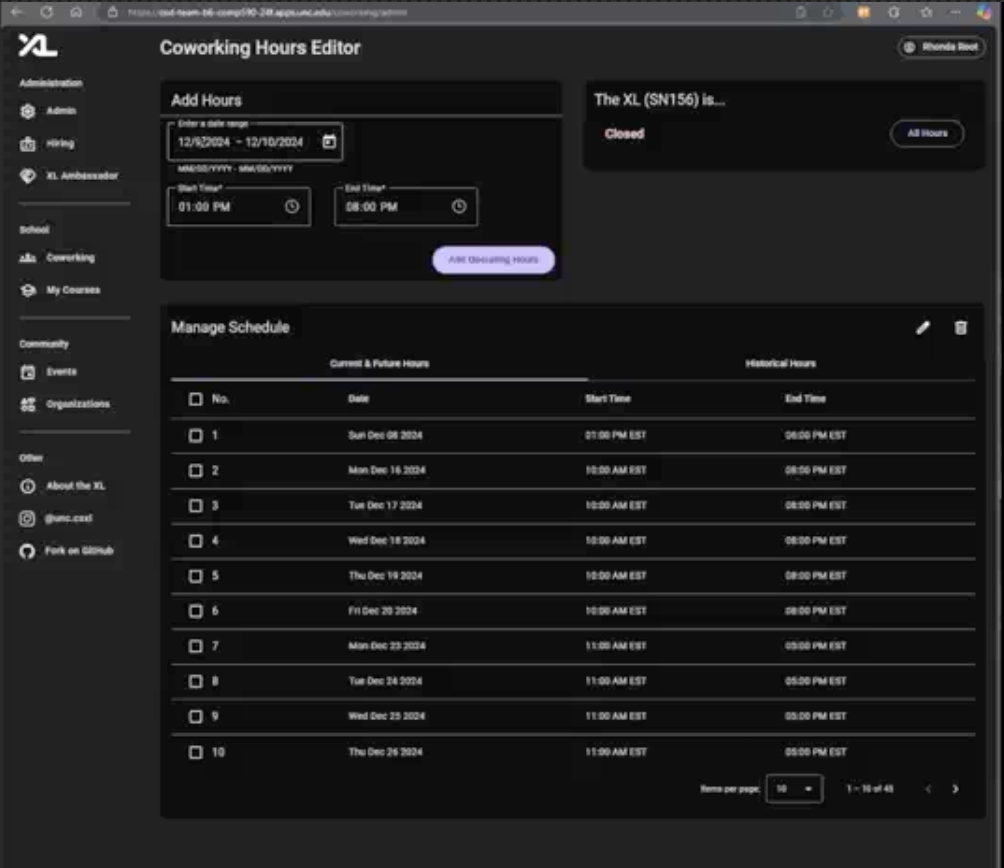 https://csxl-team-b6-comp590-24f.apps.unc.edu/coworking/admin
XL
Coworking Hours Editor
Rhonda Root
Administration
Admin
Hiring
XL Ambassador
School
Coworking
My Courses
Community
Events
Organizations
Other
About the XL
@unc.csxl
Fork on GitHub
Add Hours
Enter a date range
12/9/2024 – 12/10/2024
MM/DD/YYYY - MM/DD/YYYY
Start Time* End Time*
01:00 PM 08:00 PM
Add Operating Hours
The XL (SN156) is...
Closed
All Hours
Manage Schedule
Current & Future Hours Historical Hours
No. Date Start Time End Time
1 Sun Dec 08 2024 01:00 PM EST 06:00 PM EST
2 Mon Dec 16 2024 10:00 AM EST 08:00 PM EST
3 Tue Dec 17 2024 10:00 AM EST 08:00 PM EST
4 Wed Dec 18 2024 10:00 AM EST 08:00 PM EST
5 Thu Dec 19 2024 10:00 AM EST 08:00 PM EST
6 Fri Dec 20 2024 10:00 AM EST 08:00 PM EST
7 Mon Dec 23 2024 11:00 AM EST 05:00 PM EST
8 Tue Dec 24 2024 11:00 AM EST 05:00 PM EST
9 Wed Dec 25 2024 11:00 AM EST 05:00 PM EST
10 Thu Dec 26 2024 11:00 AM EST 05:00 PM EST
Items per page: 10 1 – 10 of